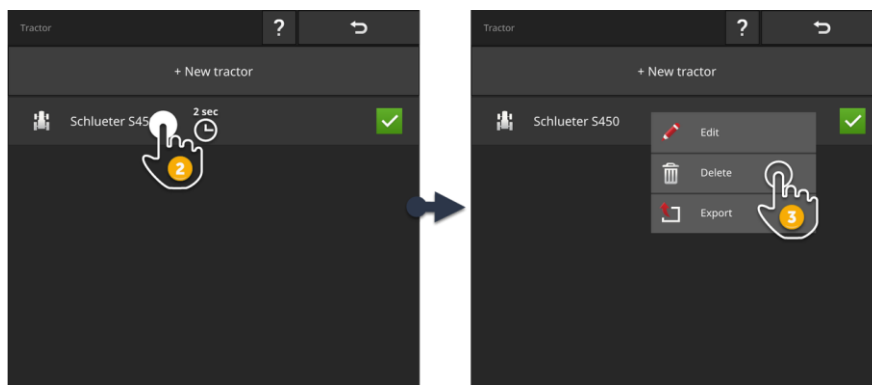 Tractor
?
+ New tractor
Schlueter S45
2 sec
2
Tractor
?
+ New tractor
Schlueter S450
Edit
Delete
Export
3